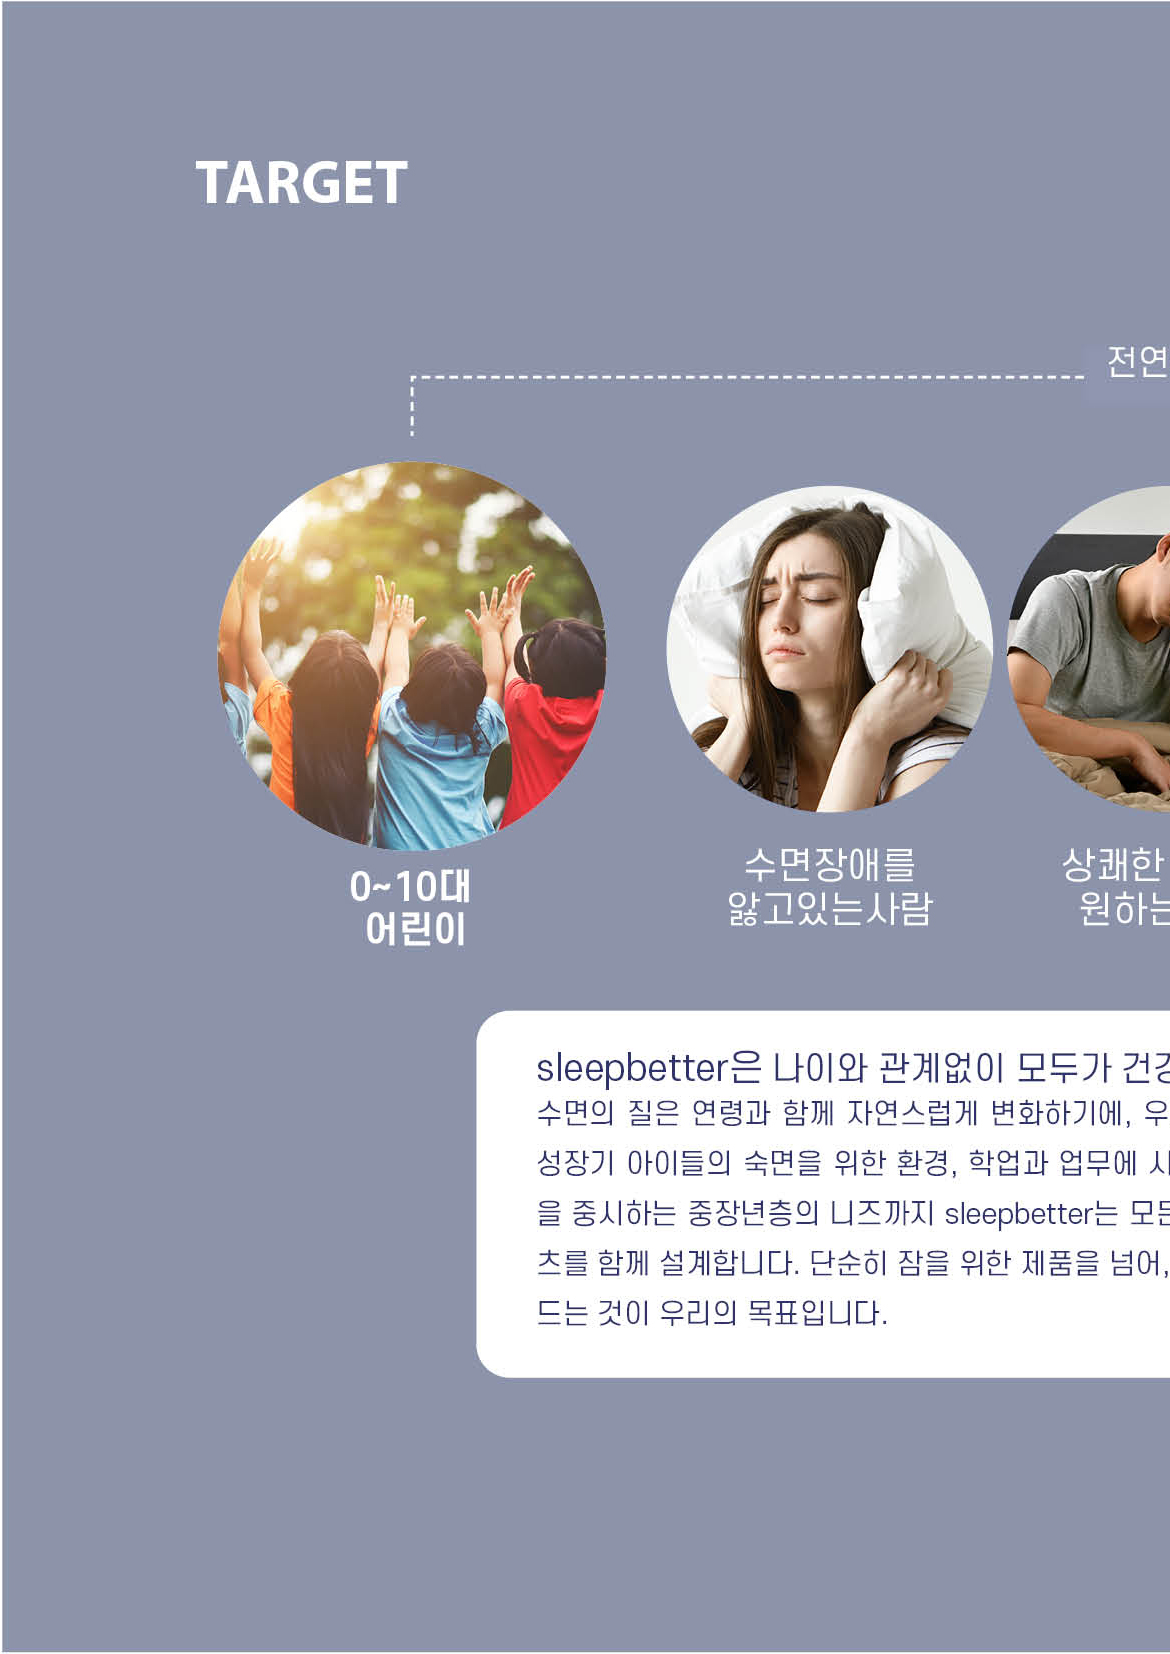 TARGET
전연
0~10대
어린이
수면장애를
앓고있는사람
상쾌한
원하는
sleepbetter은 나이와 관계없이 모두가 건강
수면의 질은 연령과 함께 자연스럽게 변화하기에, 우
성장기 아이들의 숙면을 위한 환경, 학업과 업무에 시
을 중시하는 중장년층의 니즈까지 sleepbetter는 모든
츠를 함께 설계합니다. 단순히 잠을 위한 제품을 넘어,
드는 것이 우리의 목표입니다.